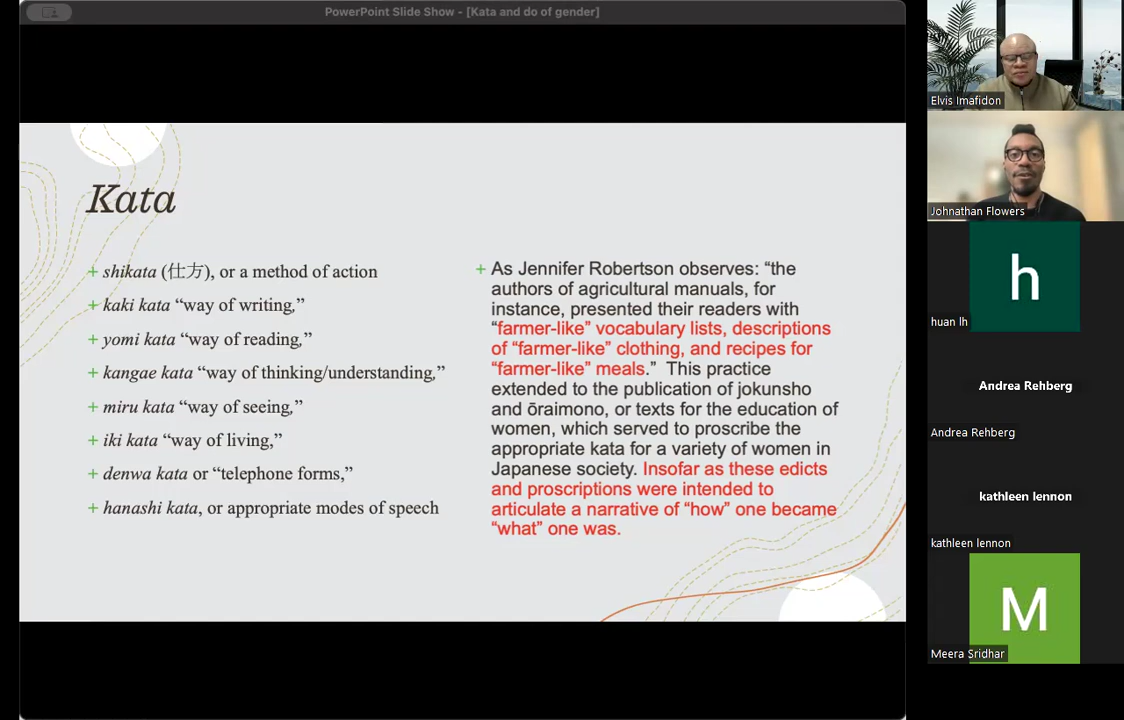 PowerPoint Slide Show - [Kata and do of gender]
Kata
+ shikata (仕方), or a method of action
+ kaki kata “way of writing,”
+ yomi kata “way of reading,”
+ kangae kata “way of thinking/understanding,”
+ miru kata “way of seeing,”
+ iki kata “way of living,”
+ denwa kata or “telephone forms,”
+ hanashi kata, or appropriate modes of speech
+ As Jennifer Robertson observes: “the
authors of agricultural manuals, for
instance, presented their readers with
“farmer-like” vocabulary lists, descriptions
of “farmer-like” clothing, and recipes for
“farmer-like” meals.” This practice
extended to the publication of jokunsho
and ōraimono, or texts for the education of
women, which served to proscribe the
appropriate kata for a variety of women in
Japanese society. Insofar as these edicts
and proscriptions were intended to
articulate a narrative of “how” one became
“what” one was.
Elvis Imafidon
Johnathan Flowers
h
huan lh
Andrea Rehberg
Andrea Rehberg
kathleen lennon
kathleen lennon
M
Meera Sridhar